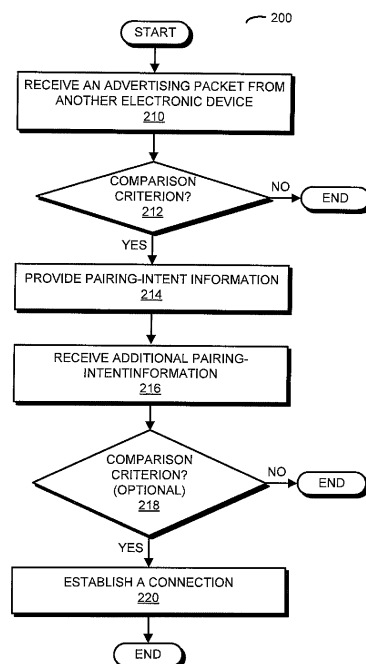 200
START
RECEIVE AN ADVERTISING PACKET FROM
ANOTHER ELECTRONIC DEVICE
210
COMPARISON
CRITERION?
212
NO
END
YES
PROVIDE PAIRING-INTENT INFORMATION
214
RECEIVE ADDITIONAL PAIRING-
INTENTINFORMATION
216
COMPARISON
CRITERION?
(OPTIONAL)
218
NO
END
YES
ESTABLISH A CONNECTION
220
END